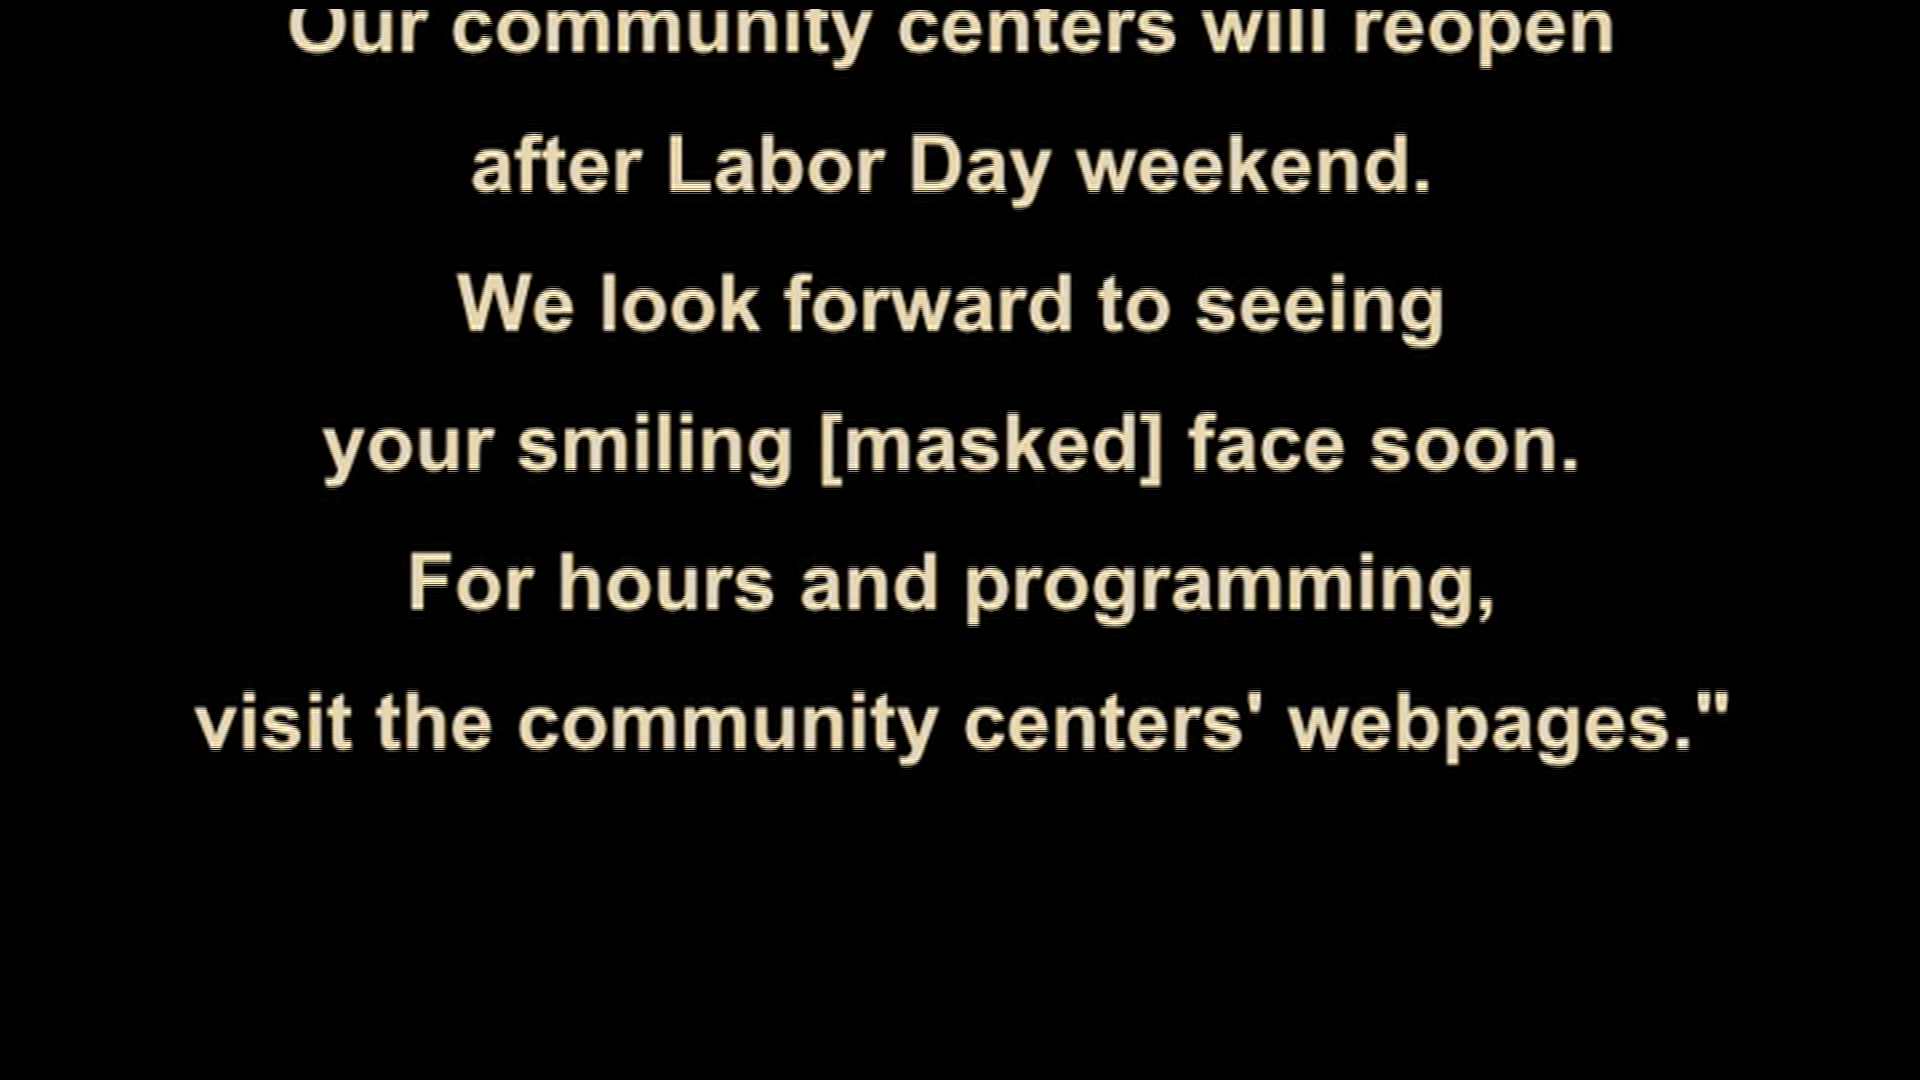 Our community centers will reopen
after Labor Day weekend.
We look forward to seeing
your smiling [masked] face soon.
For hours and programming,
visit the community centers' webpages."